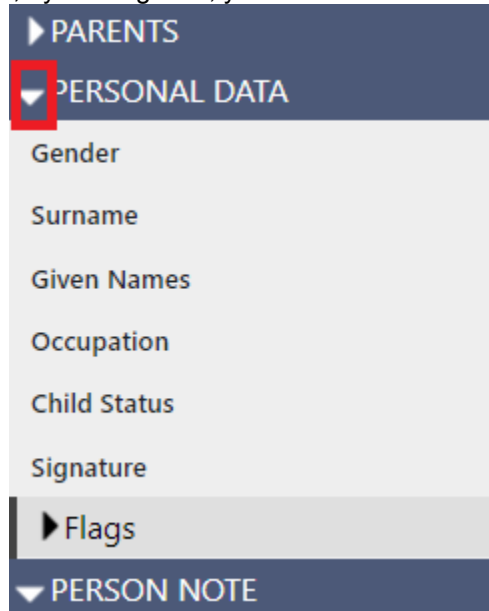 PARENTS
PERSONAL DATA
Gender
Surname
Given Names
Occupation
Child Status
Signature
Flags
PERSON NOTE